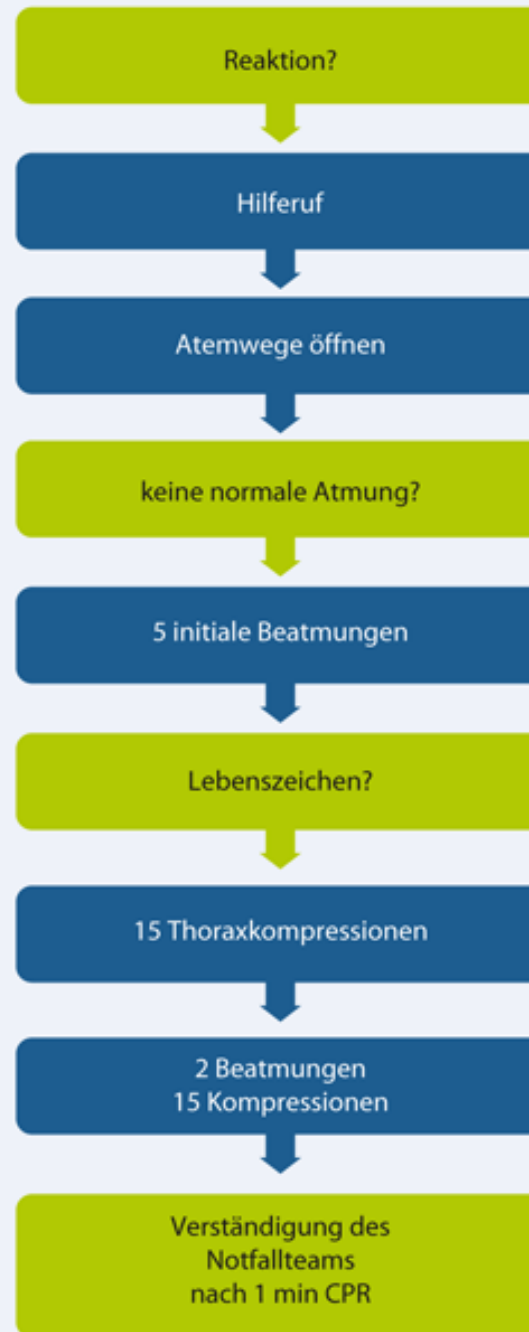 Reaktion?
Hilferuf
Atemwege öffnen
keine normale Atmung?
5 initiale Beatmungen
Lebenszeichen?
15 Thoraxkompressionen
2 Beatmungen
15 Kompressionen
Verständigung des
Notfallteams
nach 1 min CPR